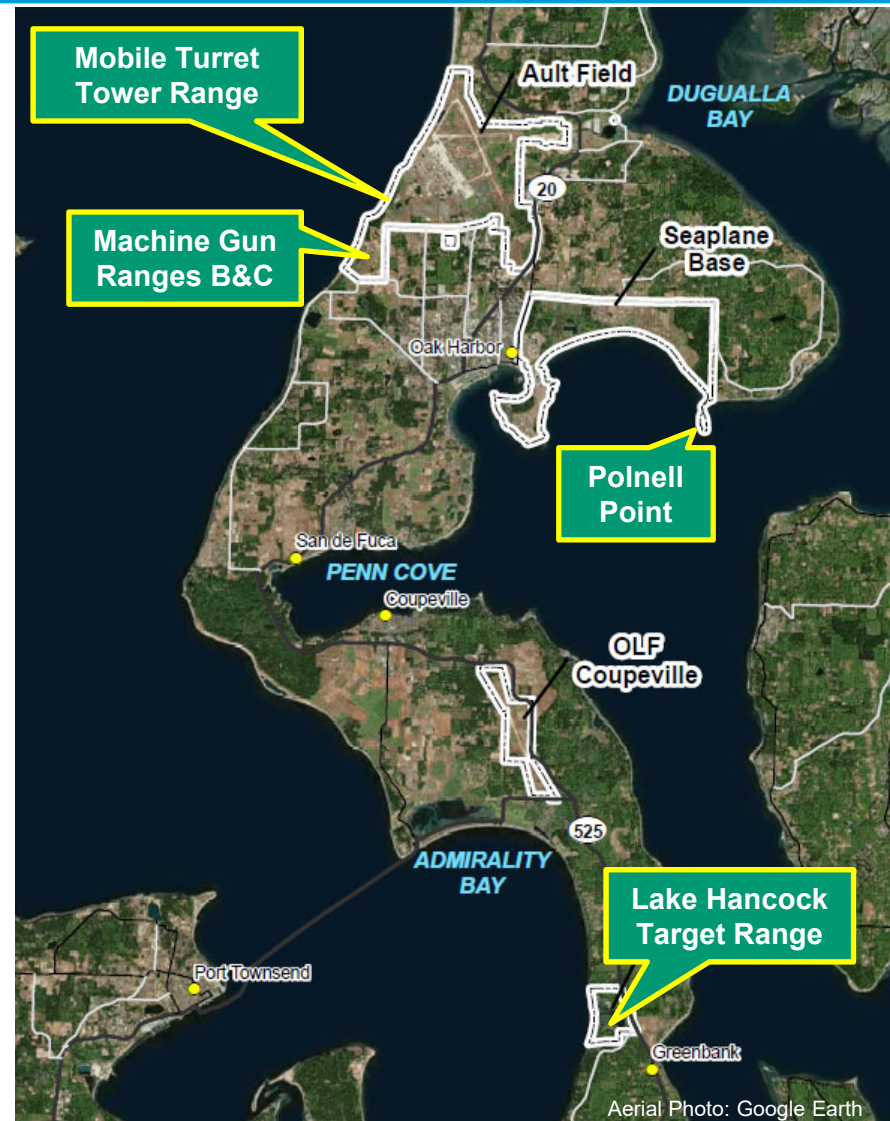 Mobile Turret
Tower Range
Ault Field
DUGUALLA
BAY
20
Machine Gun
Ranges B&C
Seaplane
Base
Oak Harbor
Polnell
Point
San de Fuca
PENN COVE
Coupeville
OLF
Coupeville
525
ADMIRALITY
BAY
Lake Hancock
Target Range
Port Townsend
Greenbank
Aerial Photo: Google Earth